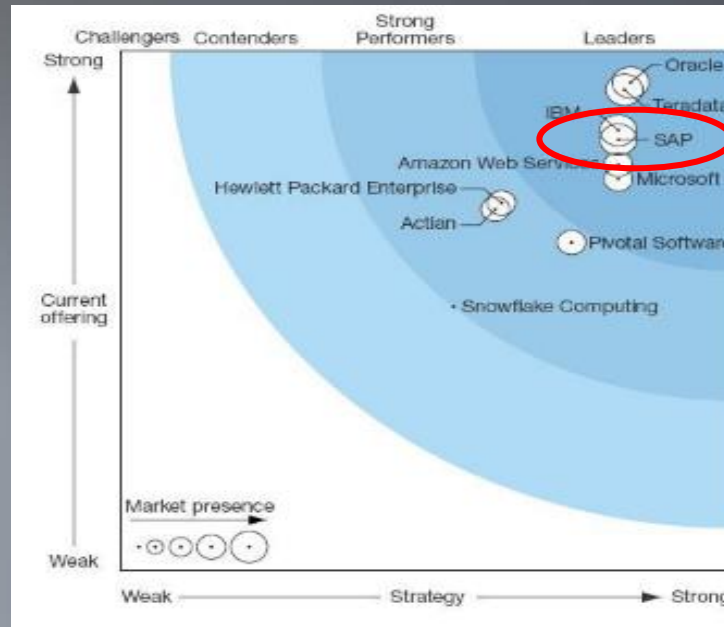 Strong
Challengers Contenders Performers Leaders
Strong
Oracle
Teradata
IBM
SAP
Amazon Web Services
Microsoft
Hewlett Packard Enterprise
Actian
Pivotal Software
Current
offering
Snowflake Computing
Market presence
Weak
Weak Strategy Strong